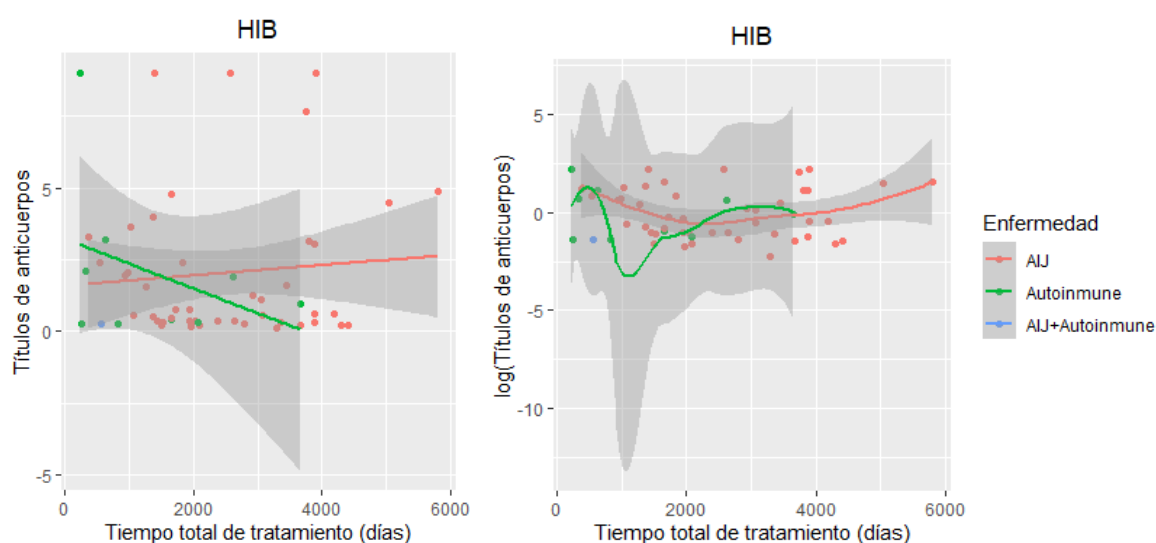 HIB
Títulos de anticuerpos
5
0
-5
0
2000
4000
6000
Tiempo total de tratamiento (días)
HIB
log(Títulos de anticuerpos)
5
0
-5
-10
0
2000
4000
6000
Tiempo total de tratamiento (días)
Enfermedad
AIJ
Autoinmune
AIJ+Autoinmune